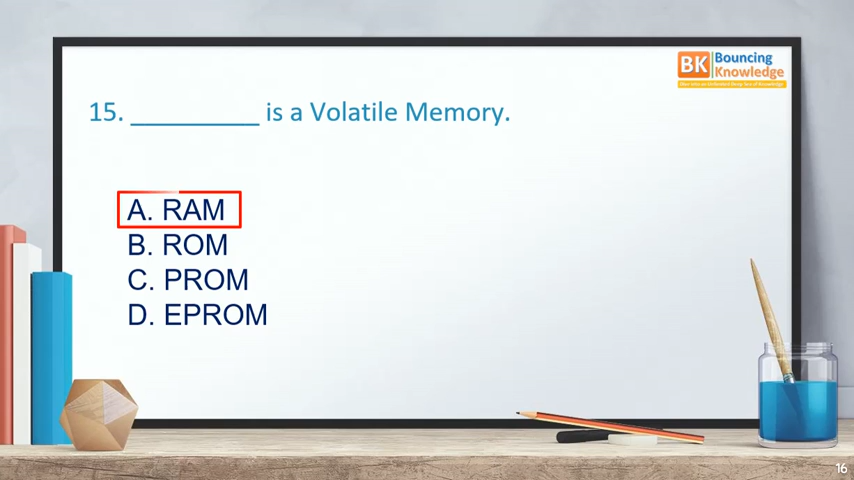 BK Bouncing
Knowledge
15. _________ is a Volatile Memory.
A. RAM
B. ROM
C. PROM
D. EPROM
16